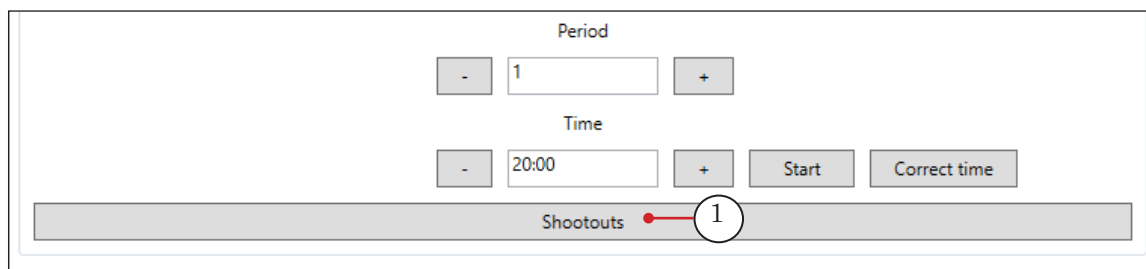 Period
- 1 +
Time
- 20:00 + Start Correct time
Shootouts 1